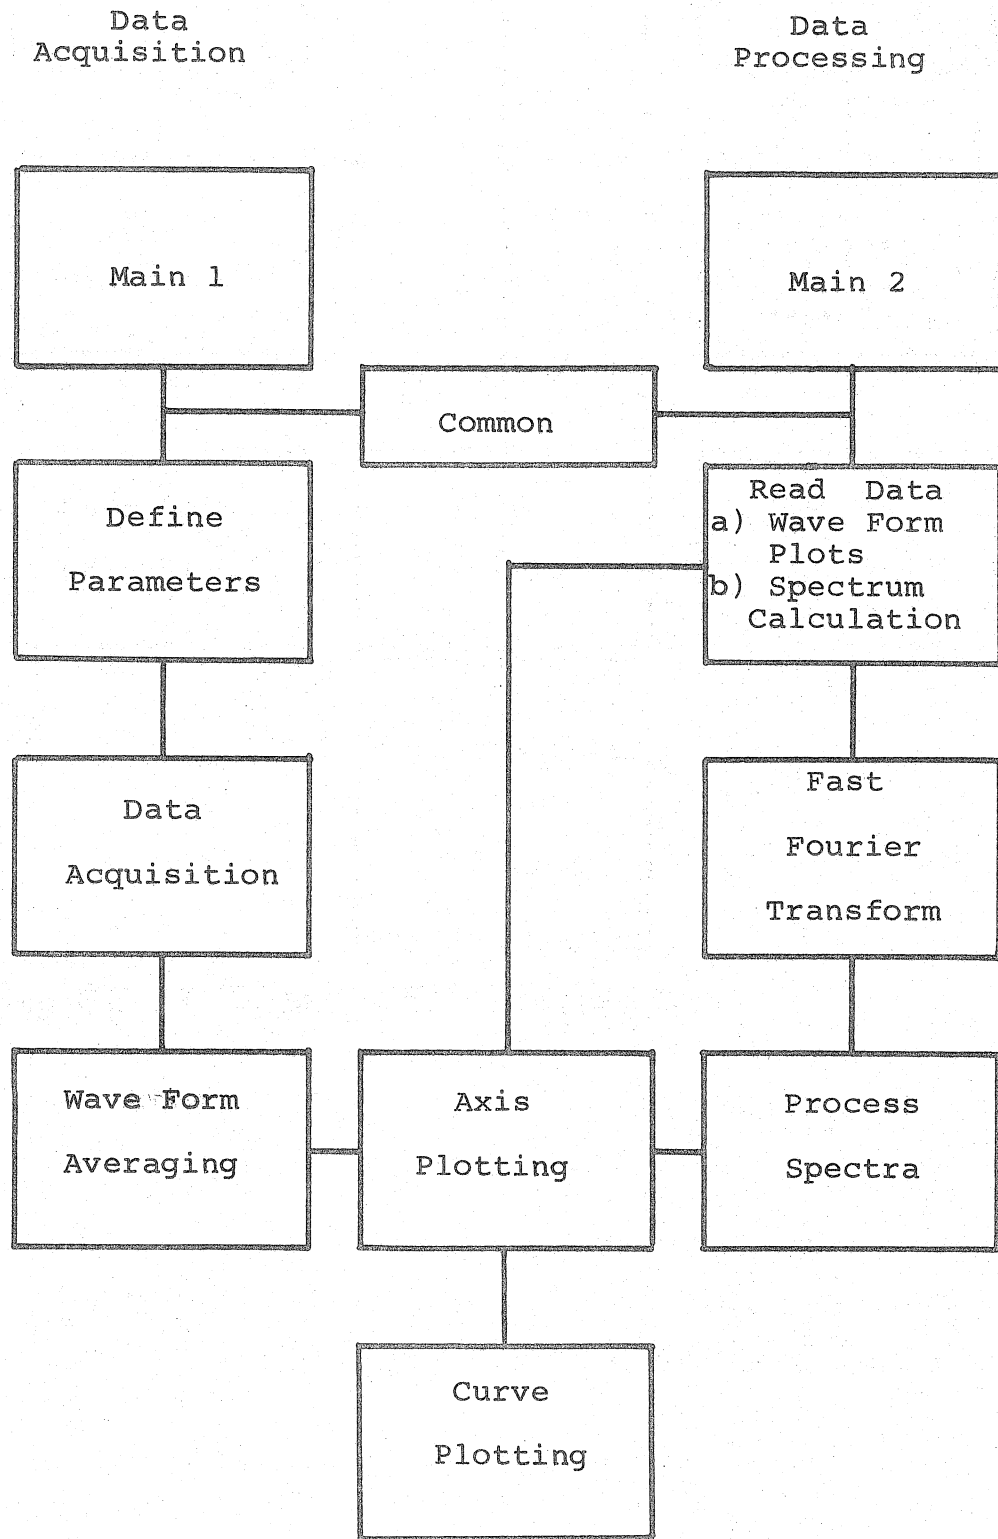 Data
Acquisition
Data
Processing
Main 1
Main 2
Common
Define
Parameters
Read Data
a) Wave Form
Plots
b) Spectrum
Calculation
Data
Acquisition
Fast
Fourier
Transform
Wave Form
Averaging
Axis
Plotting
Process
Spectra
Curve
Plotting